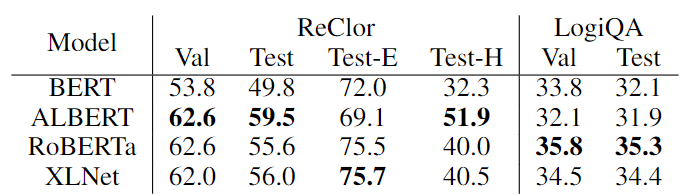 Model ReClor LogiQA
Val Test Test-E Test-H Val Test
BERT 53.8 49.8 72.0 32.3 33.8 32.1
ALBERT 62.6 59.5 69.1 51.9 32.1 31.9
RoBERTa 62.6 55.6 75.5 40.0 35.8 35.3
XLNet 62.0 56.0 75.7 40.5 34.5 34.4